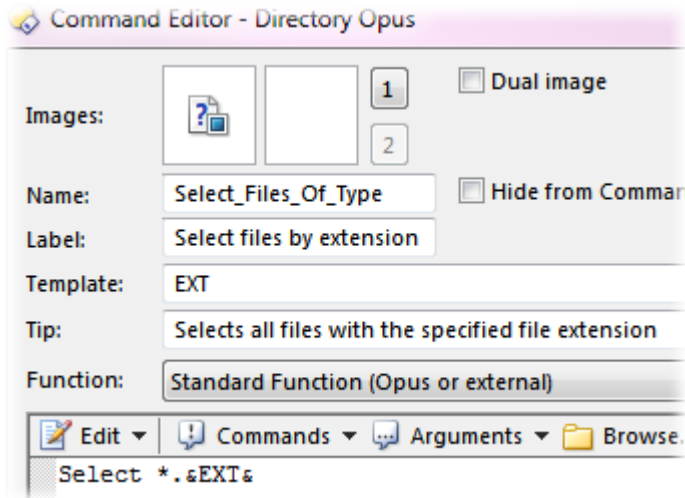 Command Editor - Directory Opus
Images:
1
Dual image
2
Name:
Select_Files_Of_Type
Hide from Commar
Label:
Select files by extension
Template:
EXT
Tip:
Selects all files with the specified file extension
Function:
Standard Function (Opus or external)
Edit Commands Arguments Browse.
Select *.&EXT&